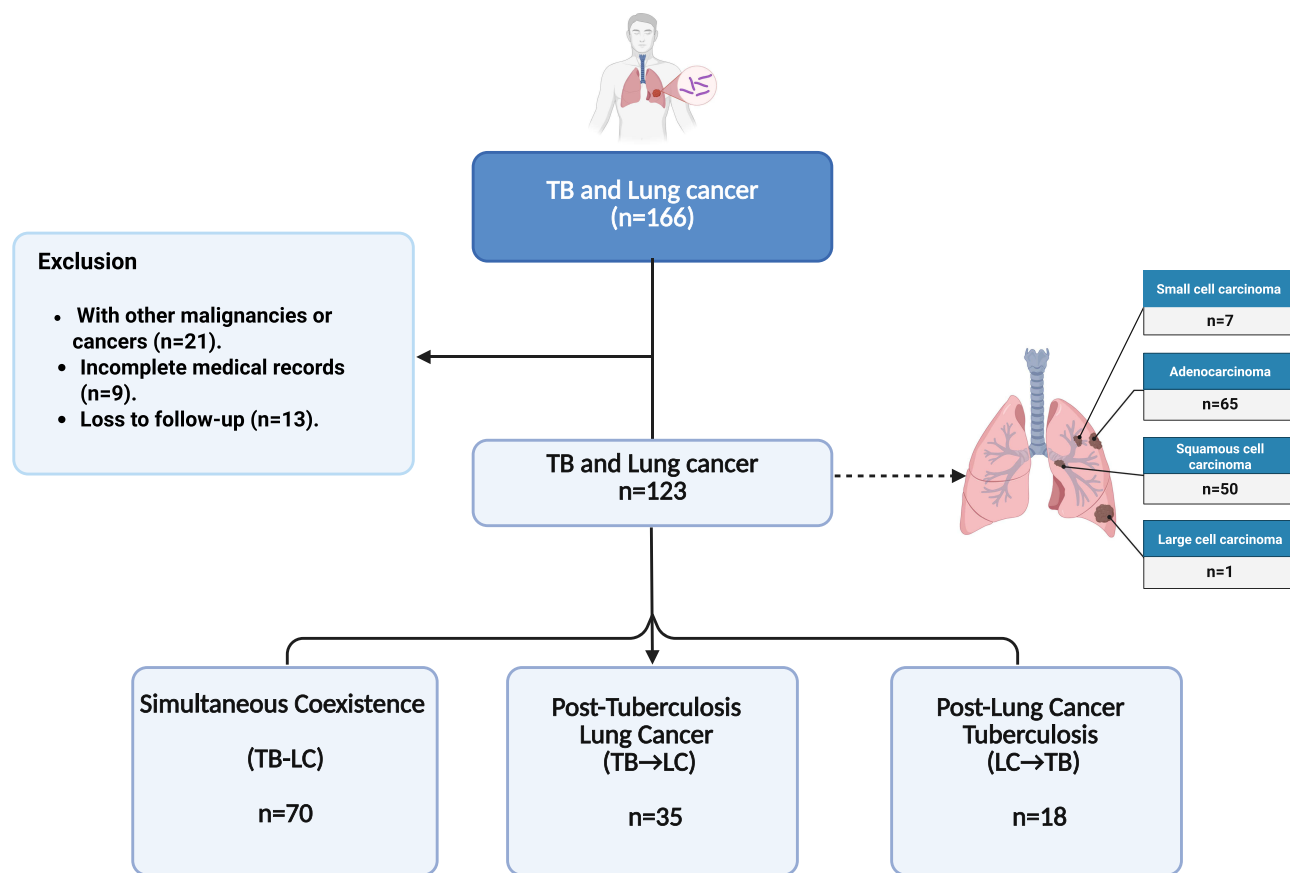 TB and Lung cancer
(n=166)
Exclusion
• With other malignancies or
cancers (n=21).
• Incomplete medical records
(n=9).
• Loss to follow-up (n=13).
TB and Lung cancer
n=123
Small cell carcinoma
n=7
Adenocarcinoma
n=65
Squamous cell
carcinoma
n=50
Large cell carcinoma
n=1
Simultaneous Coexistence
(TB-LC)
n=70
Post-Tuberculosis
Lung Cancer
(TB→LC)
n=35
Post-Lung Cancer
Tuberculosis
(LC→TB)
n=18